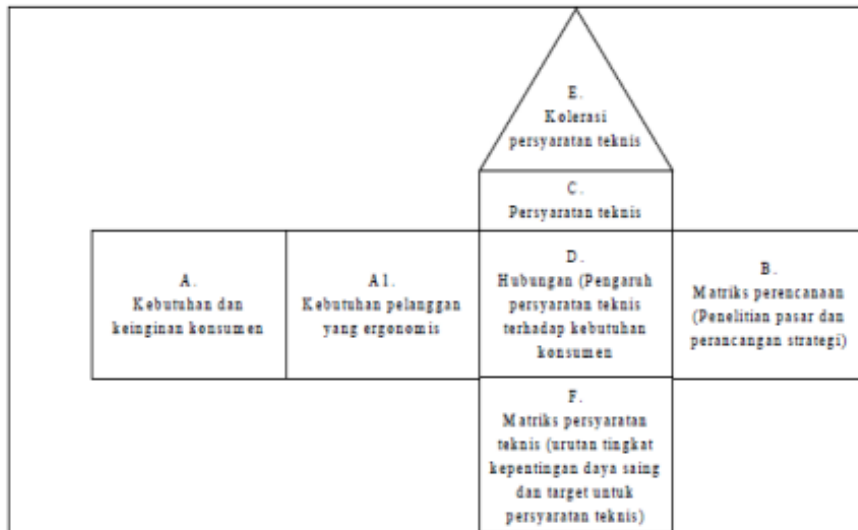 E.
Kolerasi
persyaratan teknis
C.
Persyaratan teknis
A.
Kebutuhan dan
keinginan konsumen
A1.
Kebutuhan pelanggan
yang ergonomis
D.
Hubungan (Pengaruh
persyaratan teknis
terhadap kebutuhan
konsumen
B.
Matriks perencanaan
(Penelitian pasar dan
perancangan strategi)
F.
Matriks persyaratan
teknis (urutan tingkat
kepentingan daya saing
dan target untuk
persyaratan teknis)